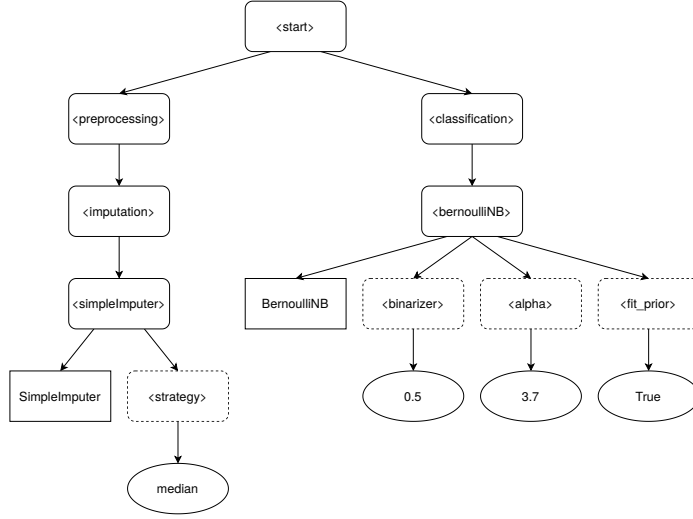 <start>
<preprocessing>
<classification>
<imputation>
<bernoulliNB>
<simpleImputer>
BernoulliNB
<binarizer>
<alpha>
<fit_prior>
SimpleImputer
<strategy>
0.5
3.7
True
median